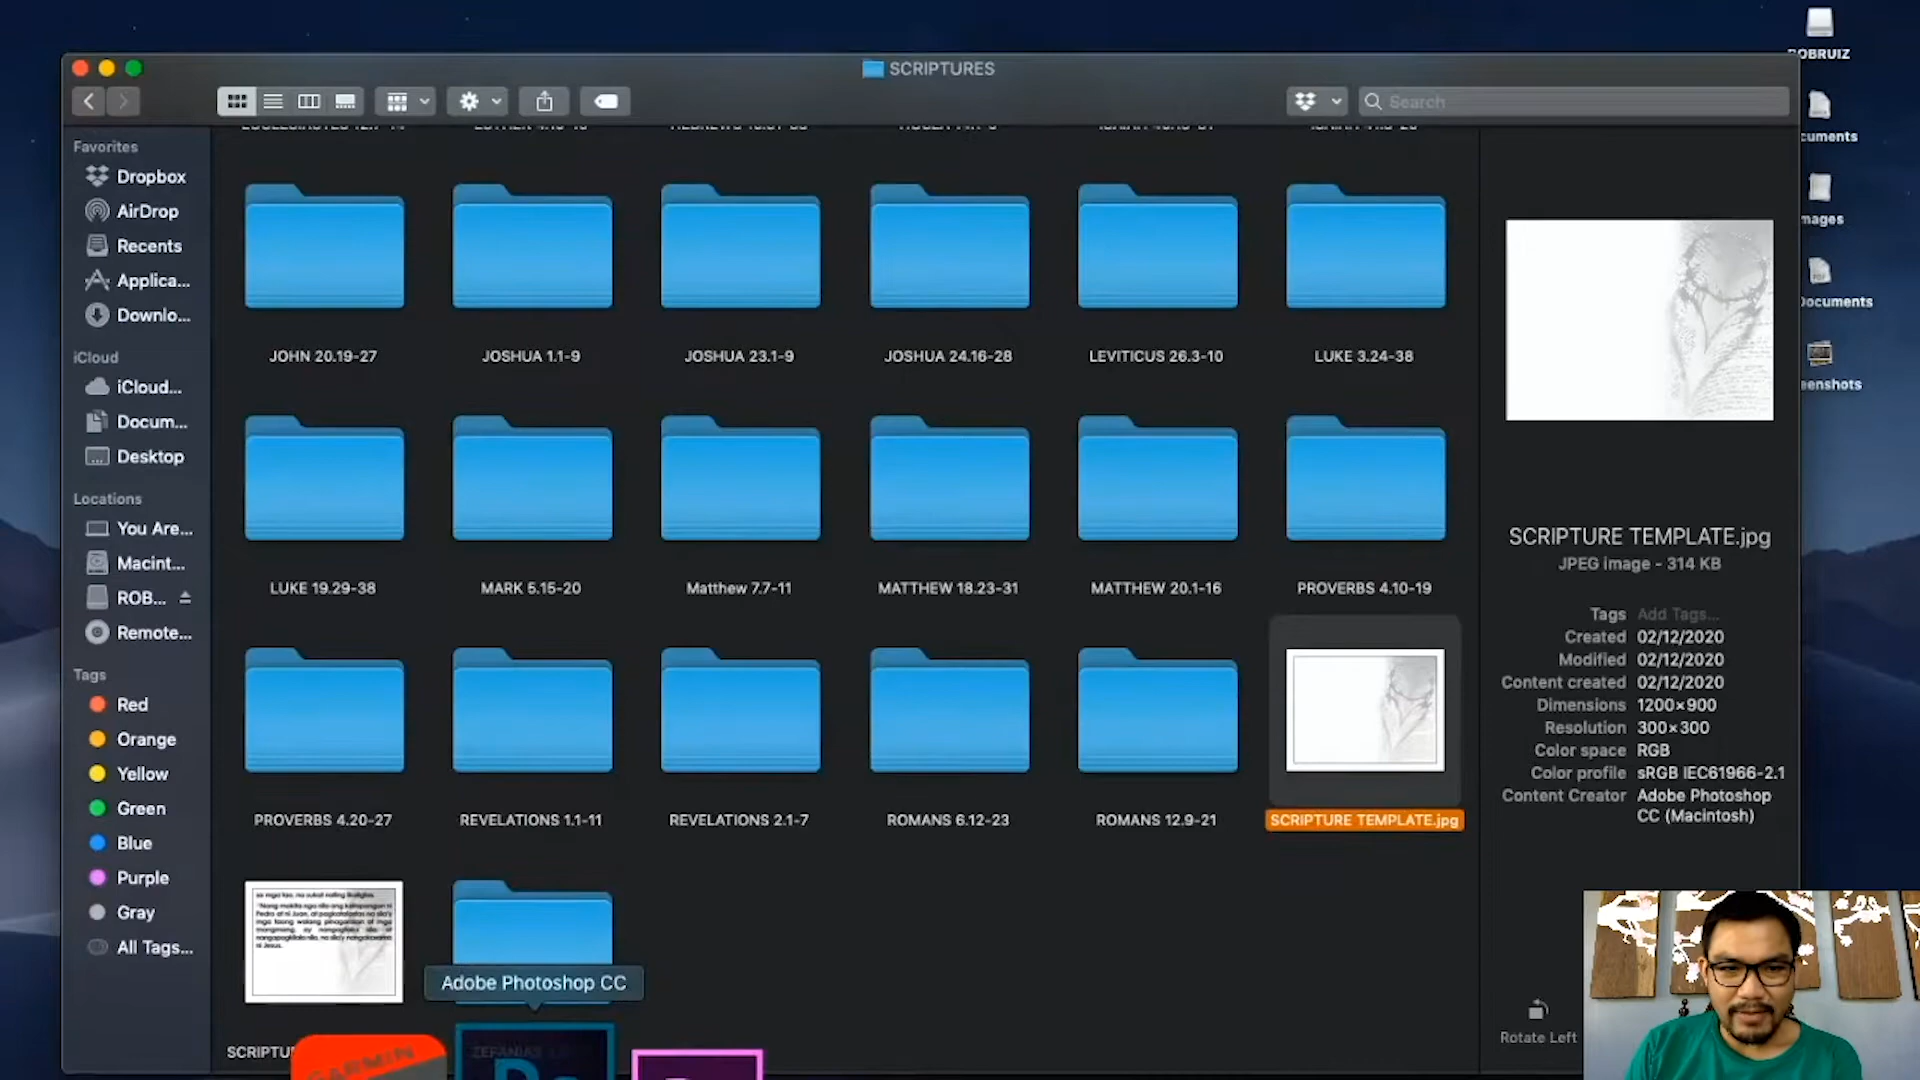 SCRIPTURES
Search
ROBRUIZ
cuments
mages
Documents
eenshots
Favorites
Dropbox
AirDrop
Recents
Applica...
Downlo...
iCloud
iCloud...
Docum...
Desktop
Locations
You Are...
Macint...
ROB...
Remote...
Tags
Red
Orange
Yellow
Green
Blue
Purple
Gray
All Tags...
JOHN 20.19-27
JOSHUA 1.1-9
JOSHUA 23.1-9
JOSHUA 24.16-28
LEVITICUS 26.3-10
LUKE 3.24-38
LUKE 19.29-38
MARK 5.15-20
Matthew 7.7-11
MATTHEW 18.23-31
MATTHEW 20.1-16
PROVERBS 4.10-19
PROVERBS 4.20-27
REVELATIONS 1.1-11
REVELATIONS 2.1-7
ROMANS 6.12-23
ROMANS 12.9-21
SCRIPTURE TEMPLATE.jpg
Adobe Photoshop CC
SCRIPTU
ZEFANIAS
GARMIN
SCRIPTURE TEMPLATE.jpg
JPEG image - 314 KB
Tags Add Tags...
Created 02/12/2020
Modified 02/12/2020
Content created 02/12/2020
Dimensions 1200×900
Resolution 300×300
Color space RGB
Color profile sRGB IEC61966-2.1
Content Creator Adobe Photoshop
CC (Macintosh)
Rotate Left